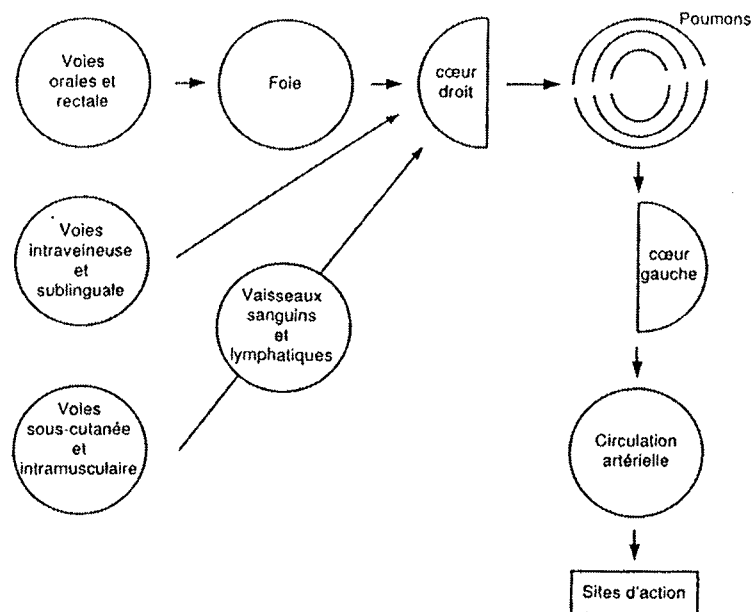 Poumons
Voies
orales et
rectale
Foie
cœur
droit
Voies
intraveineuse
et
sublinguale
Vaisseaux
sanguins
et
lymphatiques
cœur
gauche
Voies
sous-cutanée
et
intramusculaire
Circulation
artérielle
Sites d'action